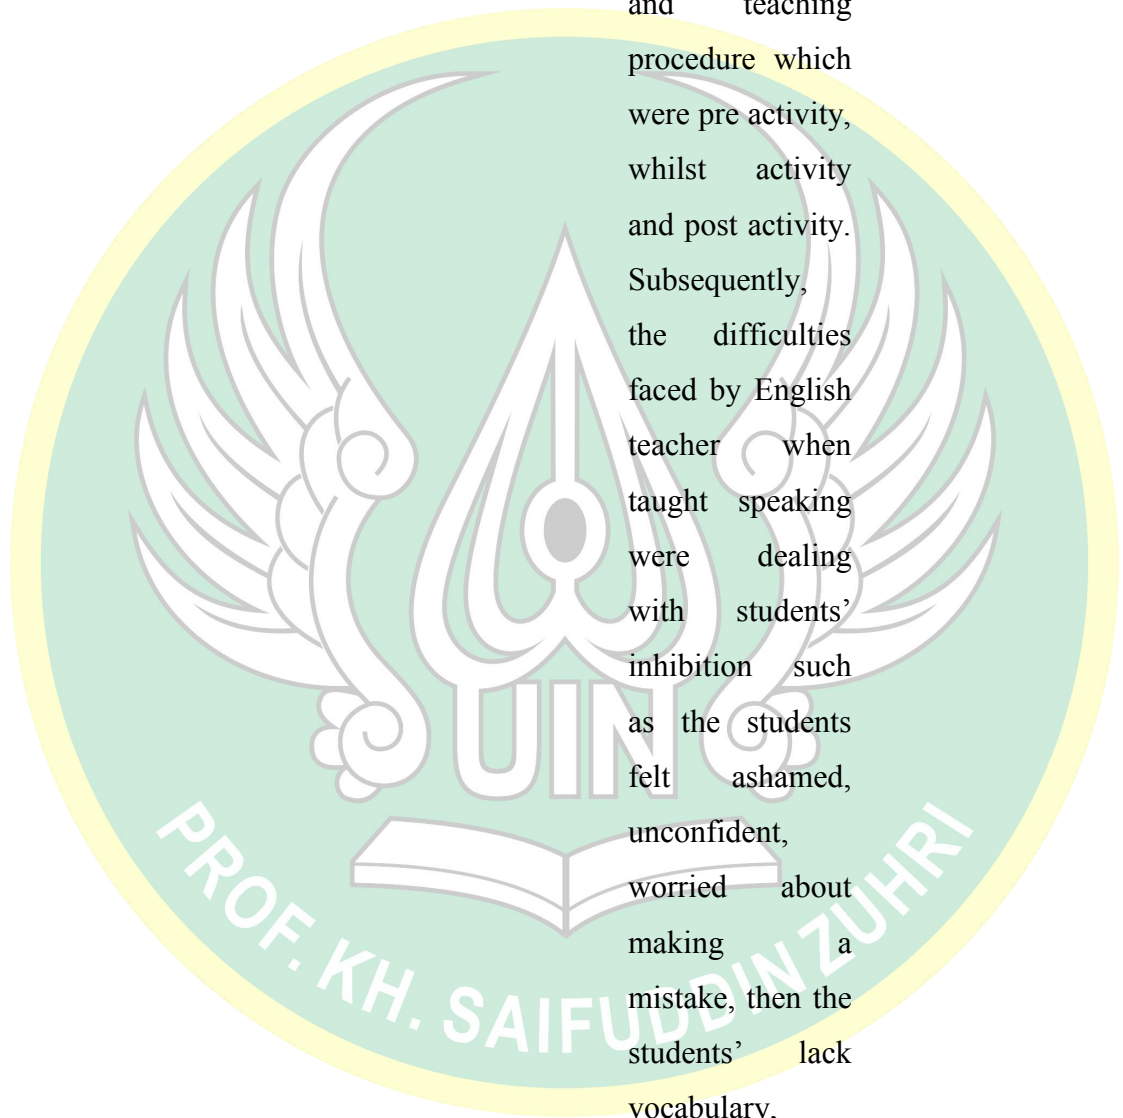 and teaching
procedure which
were pre activity,
whilst activity
and post activity.
Subsequently,
the difficulties
faced by English
teacher when
taught speaking
were dealing
with students’
inhibition such
as the students
felt ashamed,
unconfident,
worried about
making a
mistake, then the
students’ lack
vocabulary,
UIN
PROF. KH. SAIFUDDIN ZUHRI